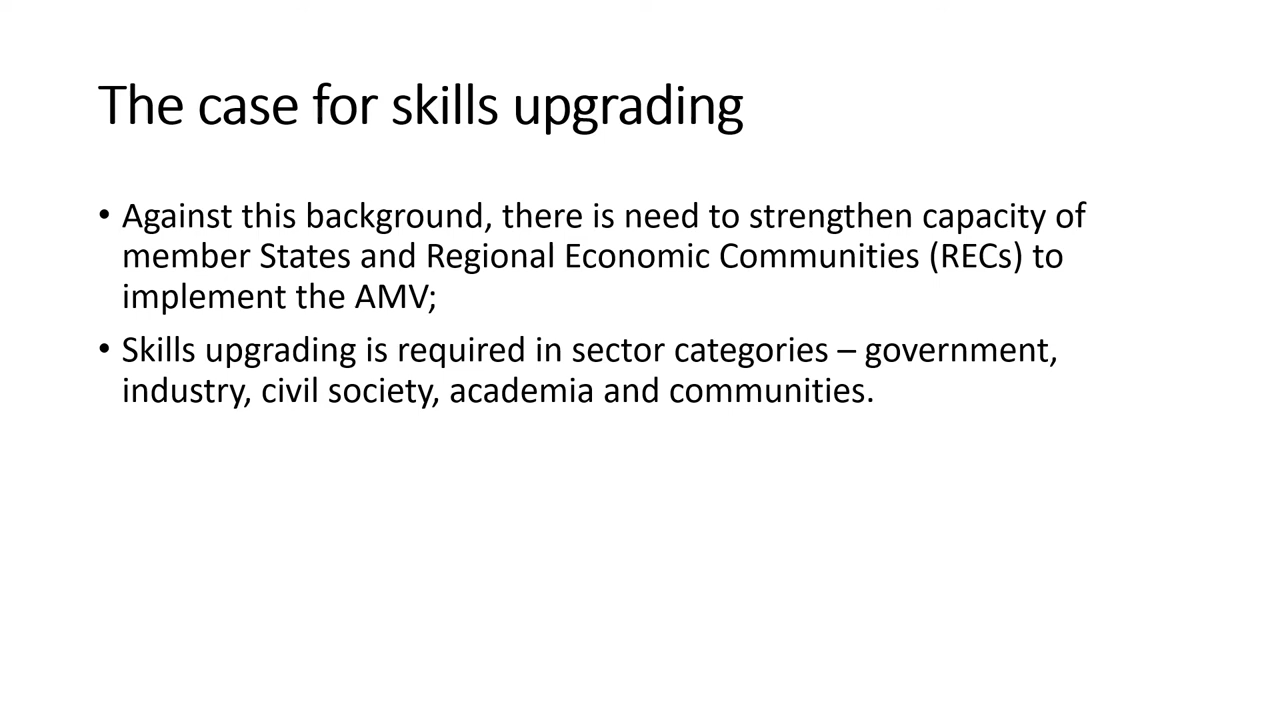 The case for skills upgrading
• Against this background, there is need to strengthen capacity of
member States and Regional Economic Communities (RECs) to
implement the AMV;
• Skills upgrading is required in sector categories – government,
industry, civil society, academia and communities.